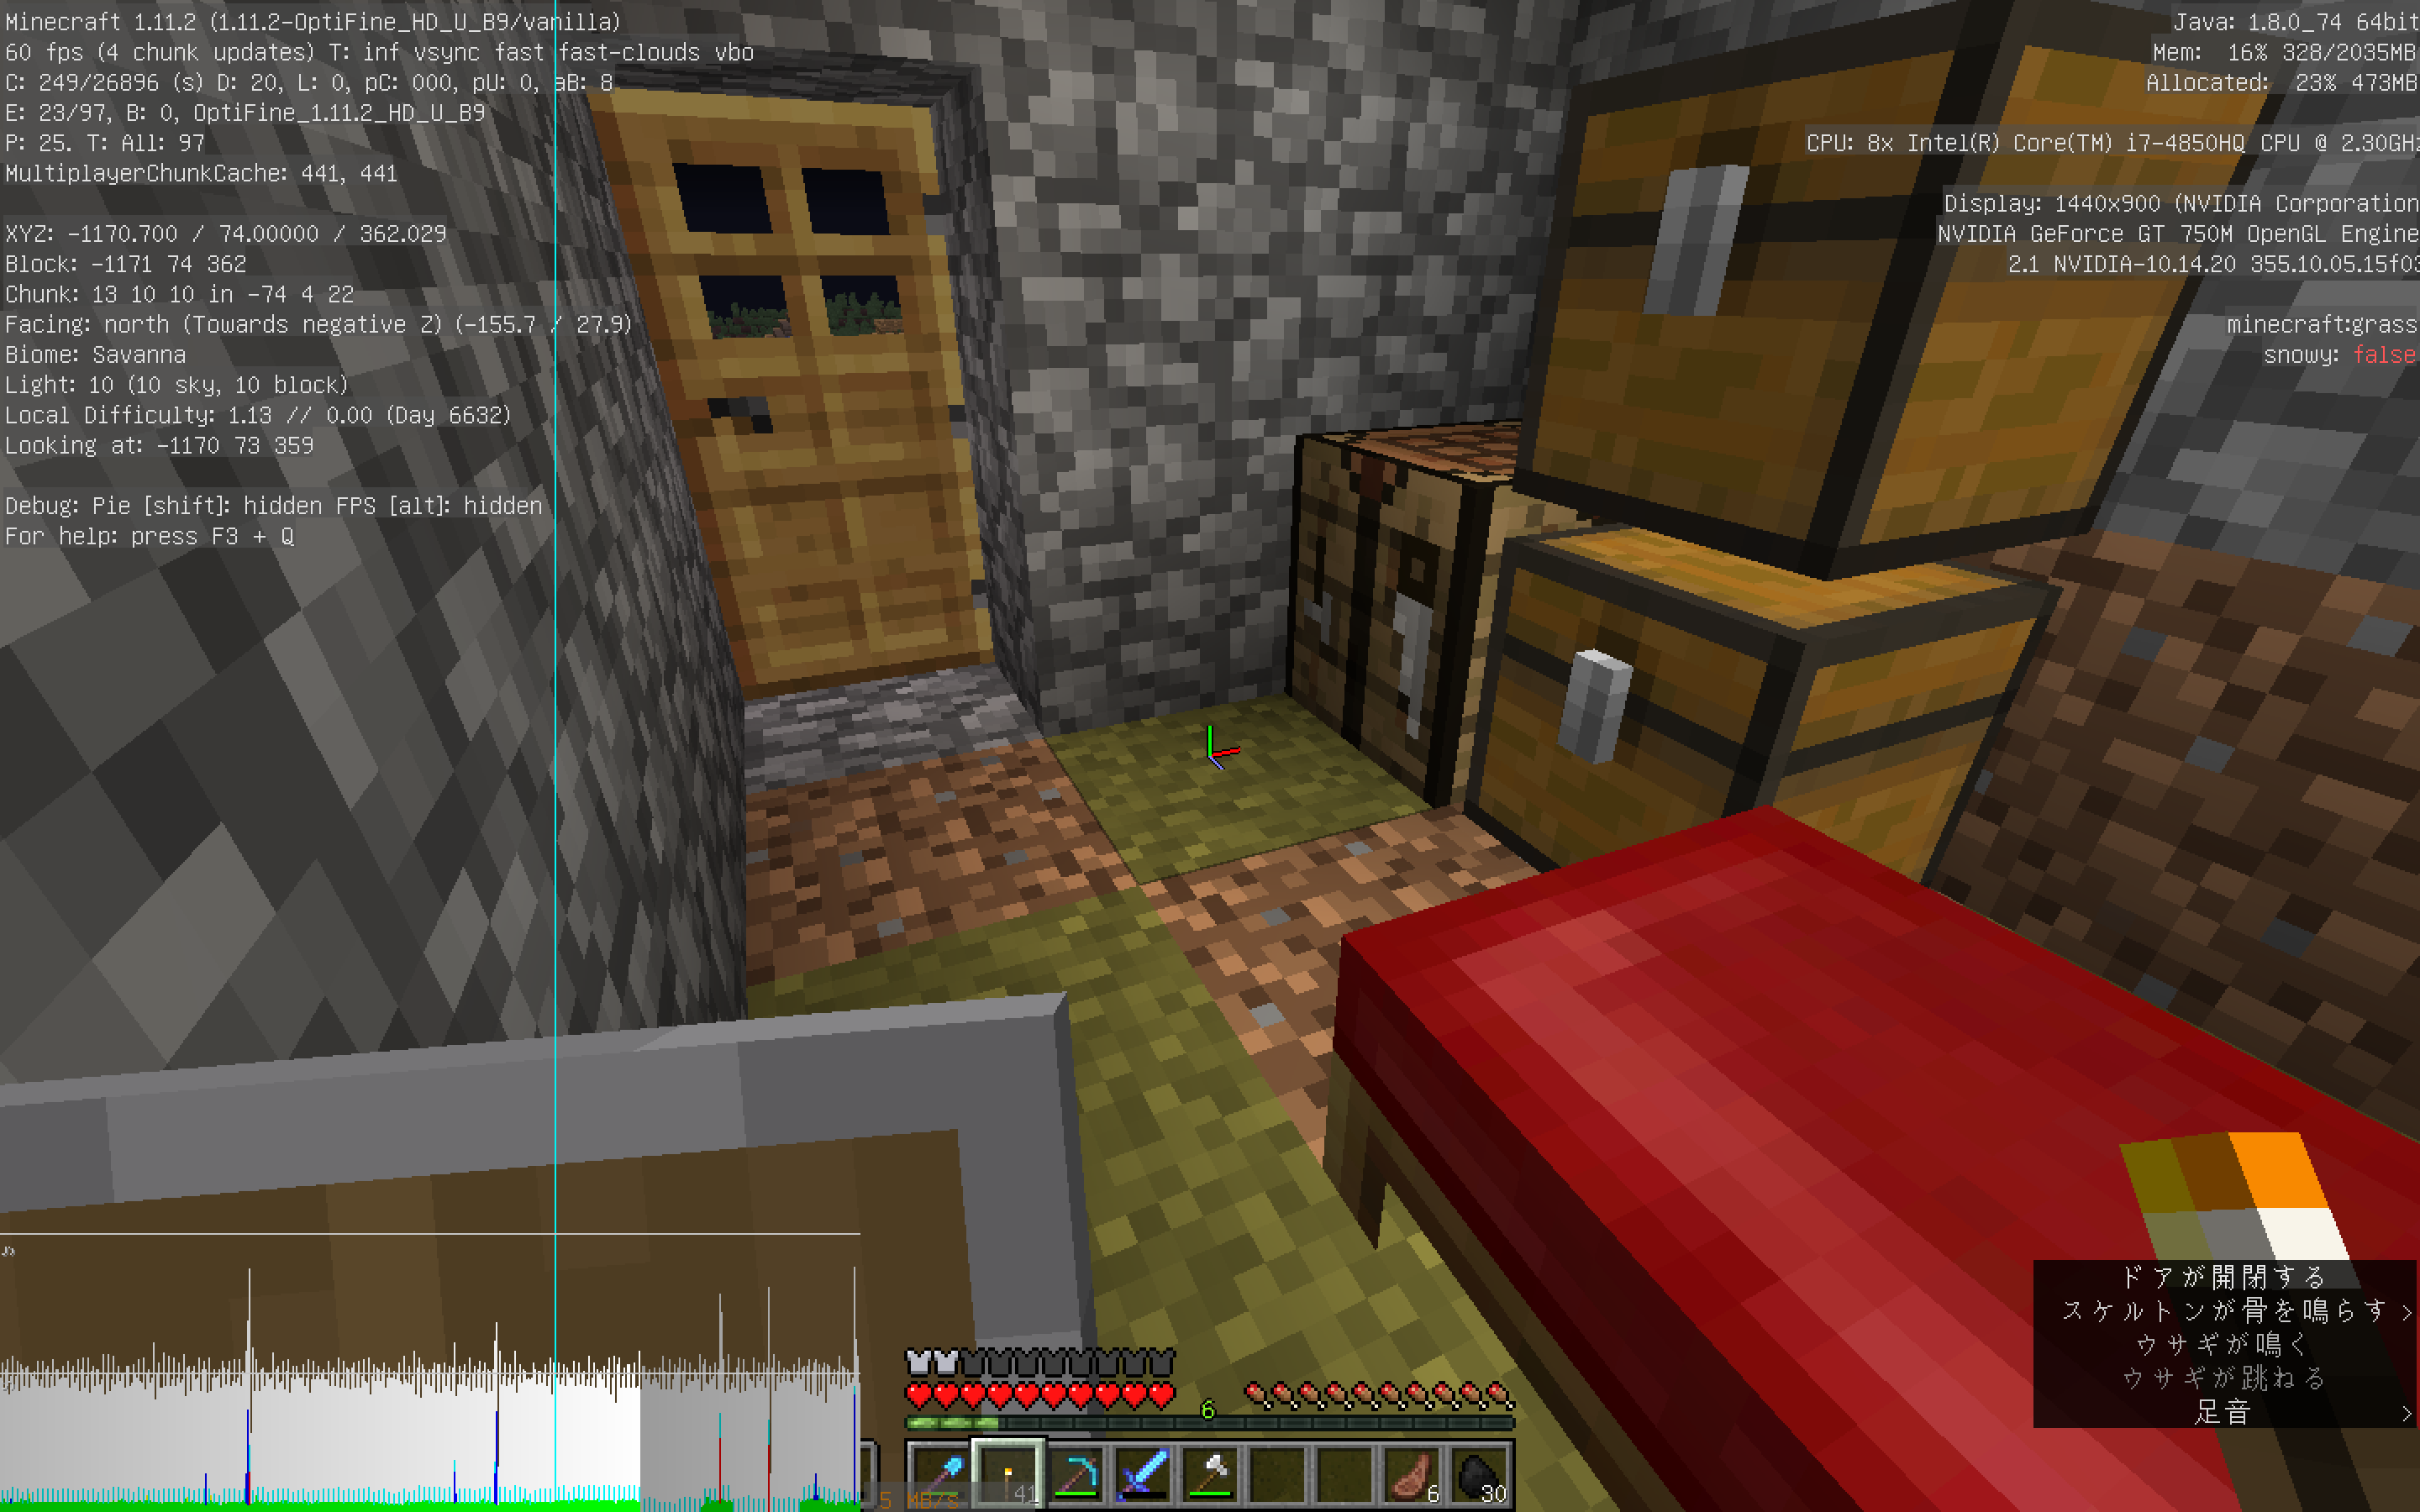 Minecraft 1.11.2 (1.11.2-OptiFine_HD_U_B9/vanilla)
60 fps (4 chunk updates) T: inf vsync fast fast-clouds vbo
C: 249/26896 (s) D: 20, L: 0, pC: 000, pU: 0, aB: 8
E: 23/97, B: 0, OptiFine_1.11.2_HD_U_B9
P: 25. T: All: 97
MultiplayerChunkCache: 441, 441
XYZ: -1170.700 / 74.00000 / 362.029
Block: -1171 74 362
Chunk: 13 10 10 in -74 4 22
Facing: north (Towards negative Z) (-155.7 / 27.9)
Biome: Savanna
Light: 10 (10 sky, 10 block)
Local Difficulty: 1.13 // 0.00 (Day 6632)
Looking at: -1170 73 359
Debug: Pie [shift]: hidden FPS [alt]: hidden
For help: press F3 + Q
Java: 1.8.0_74 64bit
Mem: 16% 328/2035MB
Allocated: 23% 473MB
CPU: 8x Intel(R) Core(TM) i7-4850HQ CPU @ 2.30GHz
Display: 1440x900 (NVIDIA Corporation
NVIDIA GeForce GT 750M OpenGL Engine
2.1 NVIDIA-10.14.20 355.10.05.15f03
minecraft:grass
snowy: false
ドアが開閉する
スケルトンが骨を鳴らす >
ウサギが鳴く
ウサギが跳ねる
足音 >
6
41 6 30
5 MB/s